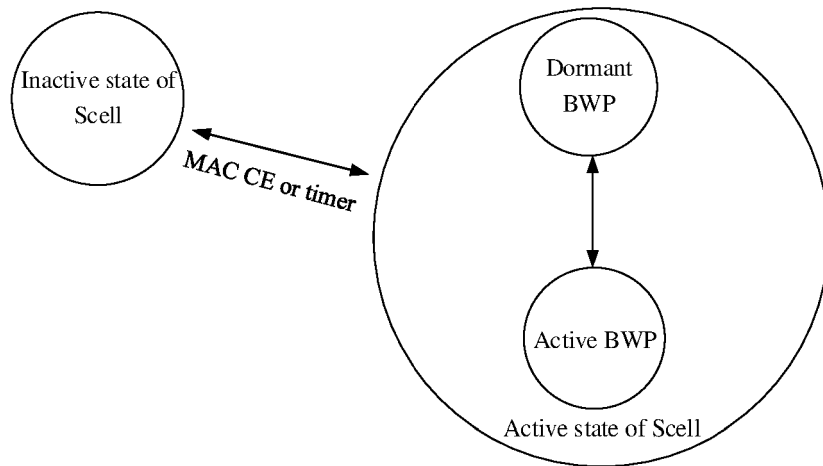 Inactive state of
Scell
MAC CE or timer
Dormant
BWP
Active BWP
Active state of Scell